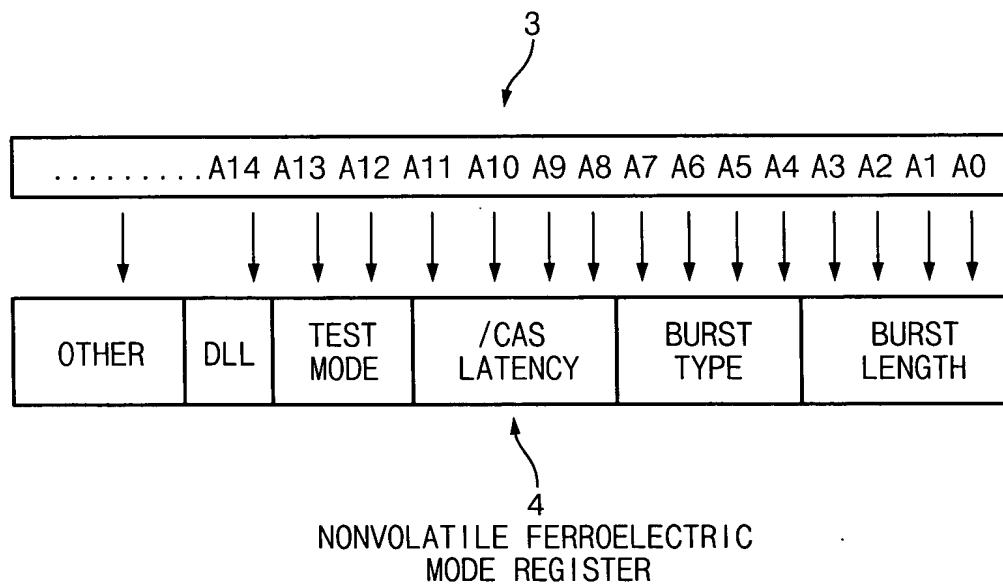 3
. . . . . . . . . A14 A13 A12 A11 A10 A9 A8 A7 A6 A5 A4 A3 A2 A1 A0
OTHER DLL TEST MODE /CAS LATENCY BURST TYPE BURST LENGTH
4
NONVOLATILE FERROELECTRIC
MODE REGISTER